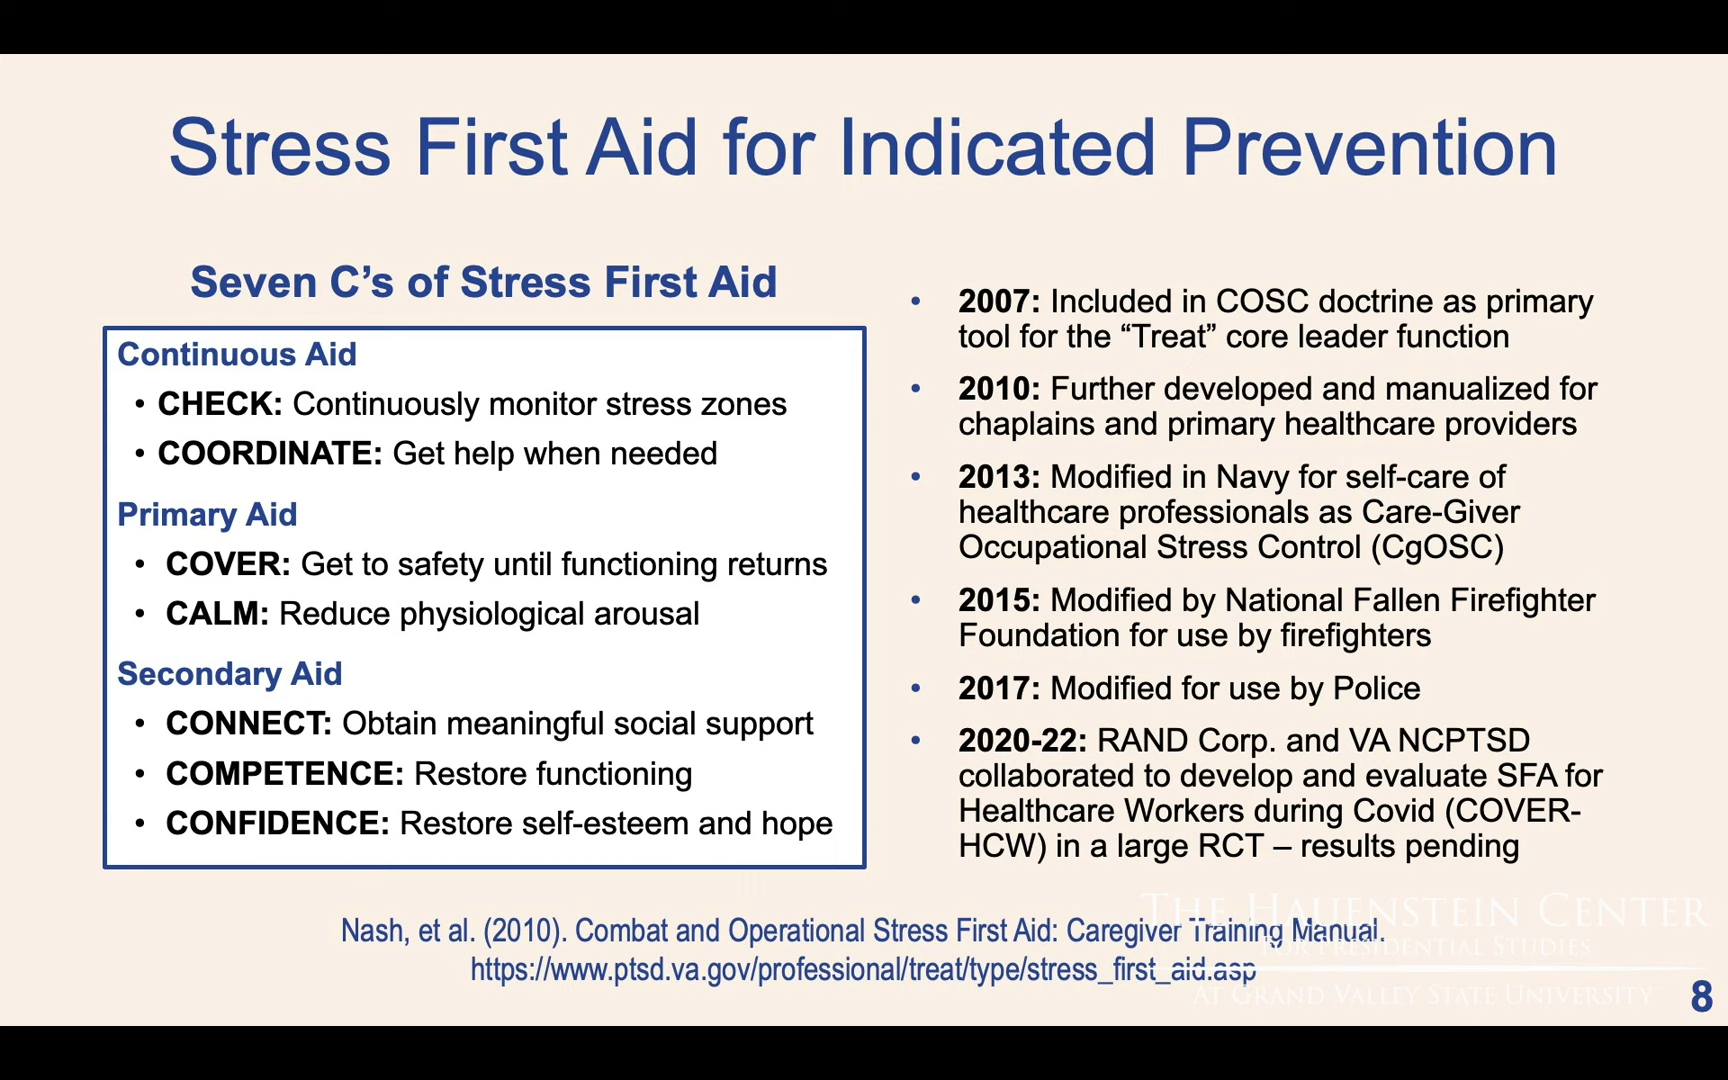 Stress First Aid for Indicated Prevention
Seven C’s of Stress First Aid
Continuous Aid
• CHECK: Continuously monitor stress zones
• COORDINATE: Get help when needed
Primary Aid
• COVER: Get to safety until functioning returns
• CALM: Reduce physiological arousal
Secondary Aid
• CONNECT: Obtain meaningful social support
• COMPETENCE: Restore functioning
• CONFIDENCE: Restore self-esteem and hope
• 2007: Included in COSC doctrine as primary
tool for the “Treat” core leader function
• 2010: Further developed and manualized for
chaplains and primary healthcare providers
• 2013: Modified in Navy for self-care of
healthcare professionals as Care-Giver
Occupational Stress Control (CgOSC)
• 2015: Modified by National Fallen Firefighter
Foundation for use by firefighters
• 2017: Modified for use by Police
• 2020-22: RAND Corp. and VA NCPTSD
collaborated to develop and evaluate SFA for
Healthcare Workers during Covid (COVER-
HCW) in a large RCT – results pending
Nash, et al. (2010). Combat and Operational Stress First Aid: Caregiver Training Manual.
https://www.ptsd.va.gov/professional/treat/type/stress_first_aid.asp
THE HAUENSTEIN CENTER
FOR PRESIDENTIAL STUDIES
AT GRAND VALLEY STATE UNIVERSITY
8